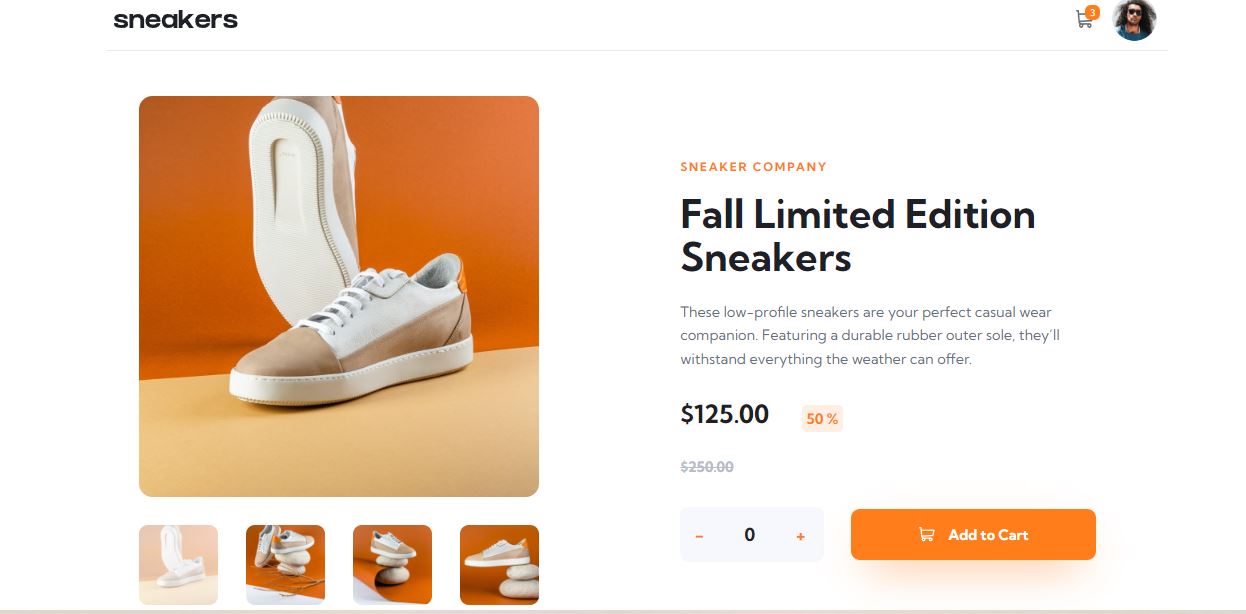 sneakers
3
SNEAKER COMPANY
Fall Limited Edition
Sneakers
These low-profile sneakers are your perfect casual wear
companion. Featuring a durable rubber outer sole, they’ll
withstand everything the weather can offer.
$125.00 50 %
$250.00
- 0 + Add to Cart